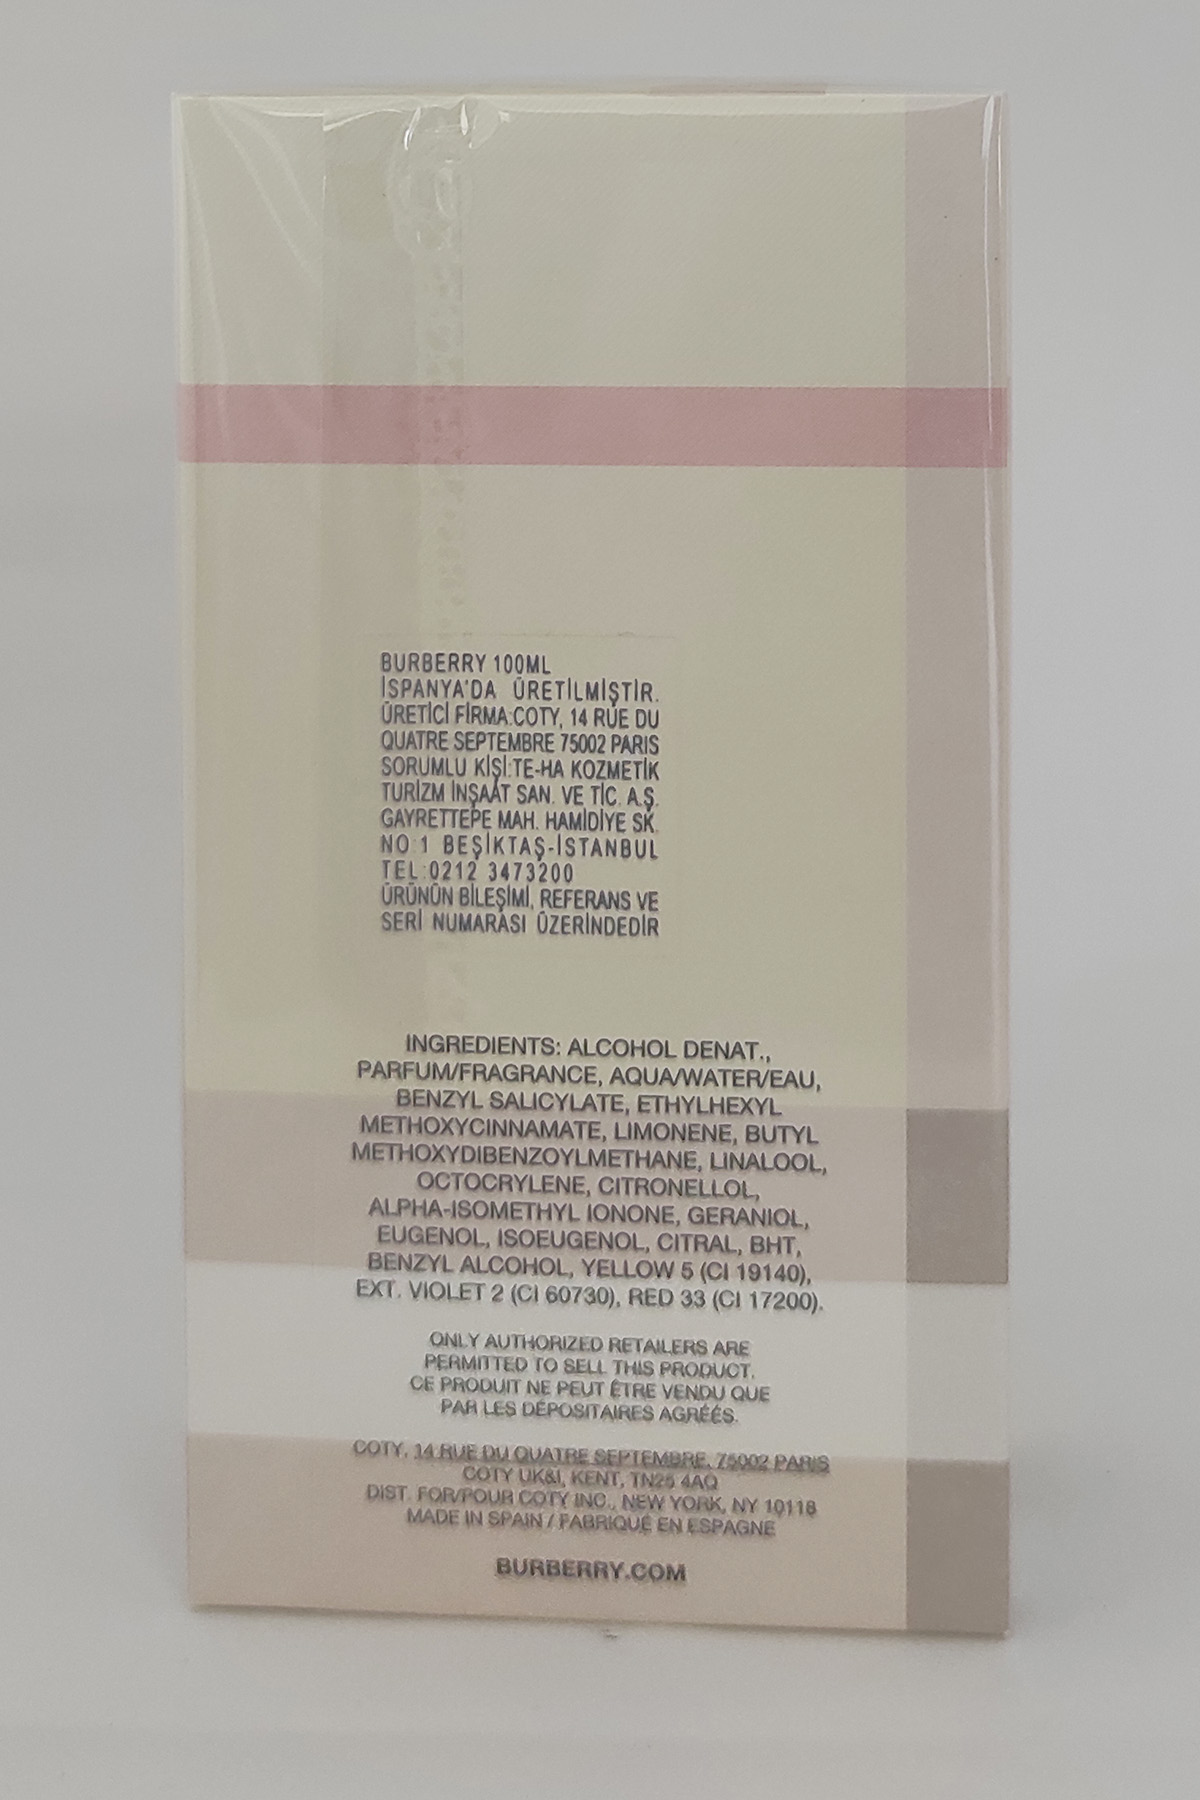 BURBERRY 100ML
İSPANYA'DA ÜRETİLMİŞTİR.
ÜRETİCİ FİRMA:COTY, 14 RUE DU
QUATRE SEPTEMBRE 75002 PARIS
SORUMLU KİŞİ:TE-HA KOZMETİK
TURİZM İNŞAAT SAN. VE TİC. A.Ş.
GAYRETTEPE MAH. HAMİDİYE SK.
NO:1 BEŞİKTAŞ-İSTANBUL
TEL:0212 3473200
ÜRÜNÜN BİLEŞİMİ, REFERANS VE
SERİ NUMARASI ÜZERİNDEDİR
INGREDIENTS: ALCOHOL DENAT.,
PARFUM/FRAGRANCE, AQUA/WATER/EAU,
BENZYL SALICYLATE, ETHYLHEXYL
METHOXYCINNAMATE, LIMONENE, BUTYL
METHOXYDIBENZOYLMETHANE, LINALOOL,
OCTOCRYLENE, CITRONELLOL,
ALPHA-ISOMETHYL IONONE, GERANIOL,
EUGENOL, ISOEUGENOL, CITRAL, BHT,
BENZYL ALCOHOL, YELLOW 5 (CI 19140),
EXT. VIOLET 2 (CI 60730), RED 33 (CI 17200).
ONLY AUTHORIZED RETAILERS ARE
PERMITTED TO SELL THIS PRODUCT.
CE PRODUIT NE PEUT ÊTRE VENDU QUE
PAR LES DÉPOSITAIRES AGRÉÉS.
COTY, 14 RUE DU QUATRE SEPTEMBRE, 75002 PARIS
COTY UK&I, KENT, TN25 4AQ
DIST. FOR/POUR COTY INC., NEW YORK, NY 10118
MADE IN SPAIN / FABRIQUÉ EN ESPAGNE
BURBERRY.COM